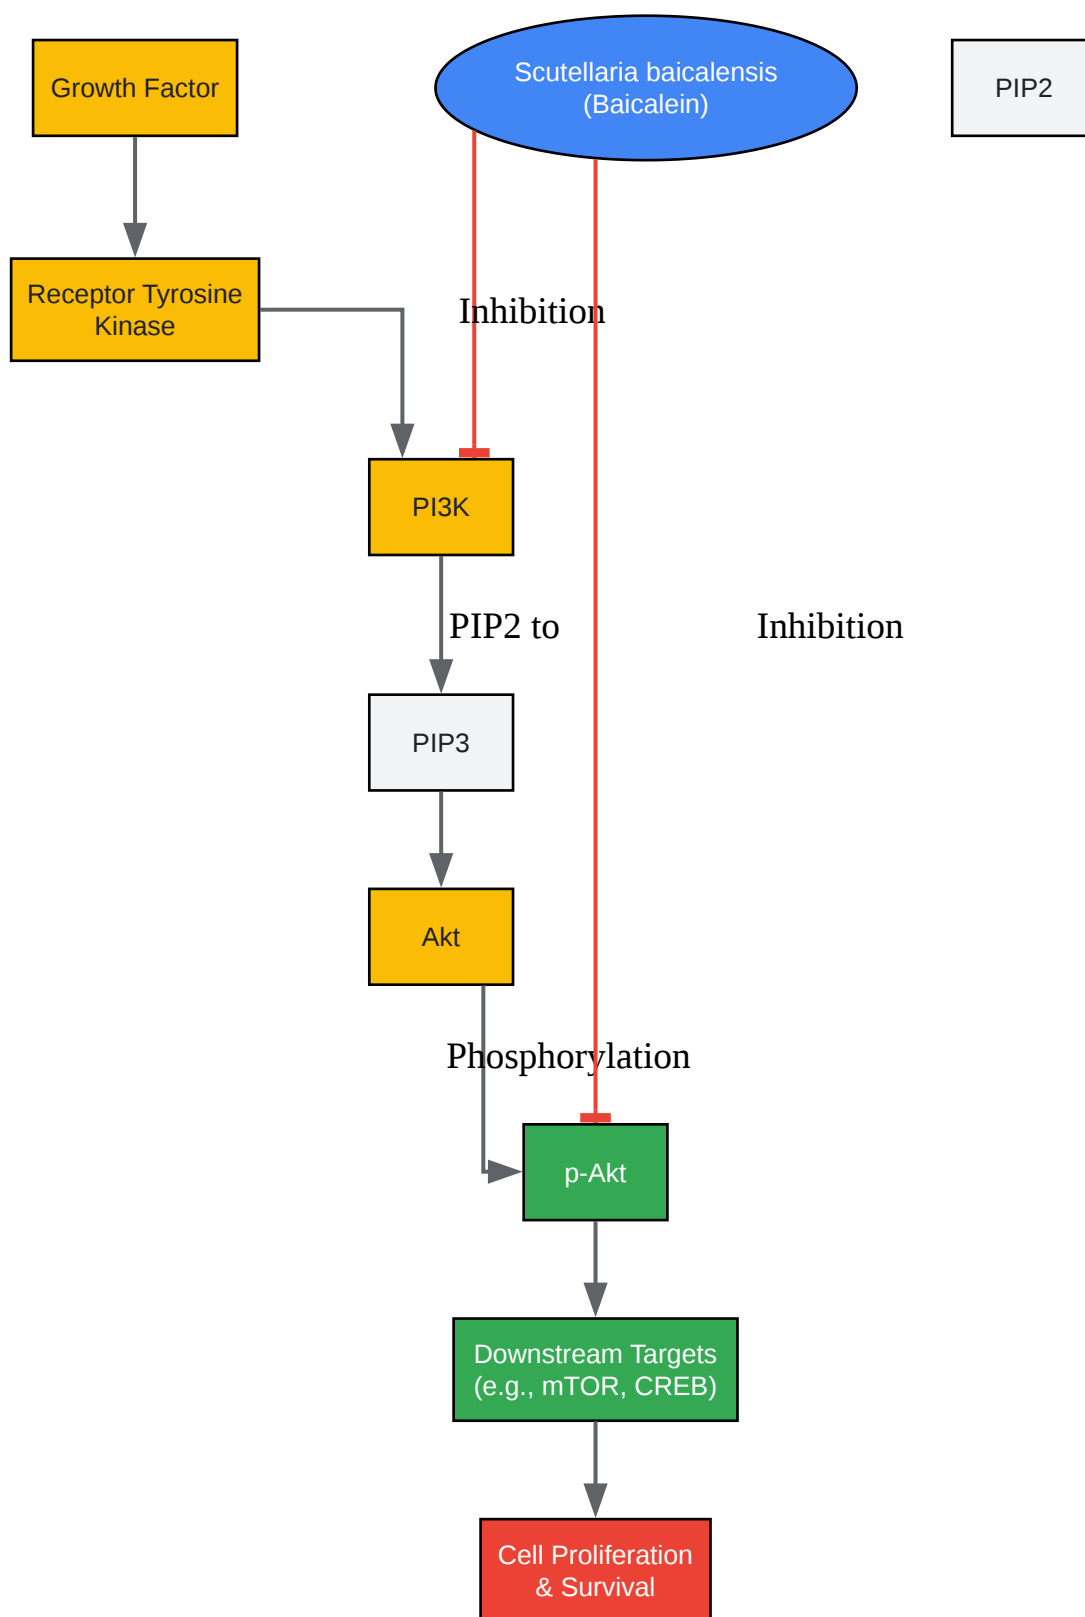 Growth Factor
Scutellaria baicalensis
(Baicalein)
PIP2
Receptor Tyrosine
Kinase
Inhibition
PI3K
PIP2 to
Inhibition
PIP3
Akt
Phosphorylation
p-Akt
Downstream Targets
(e.g., mTOR, CREB)
Cell Proliferation
& Survival